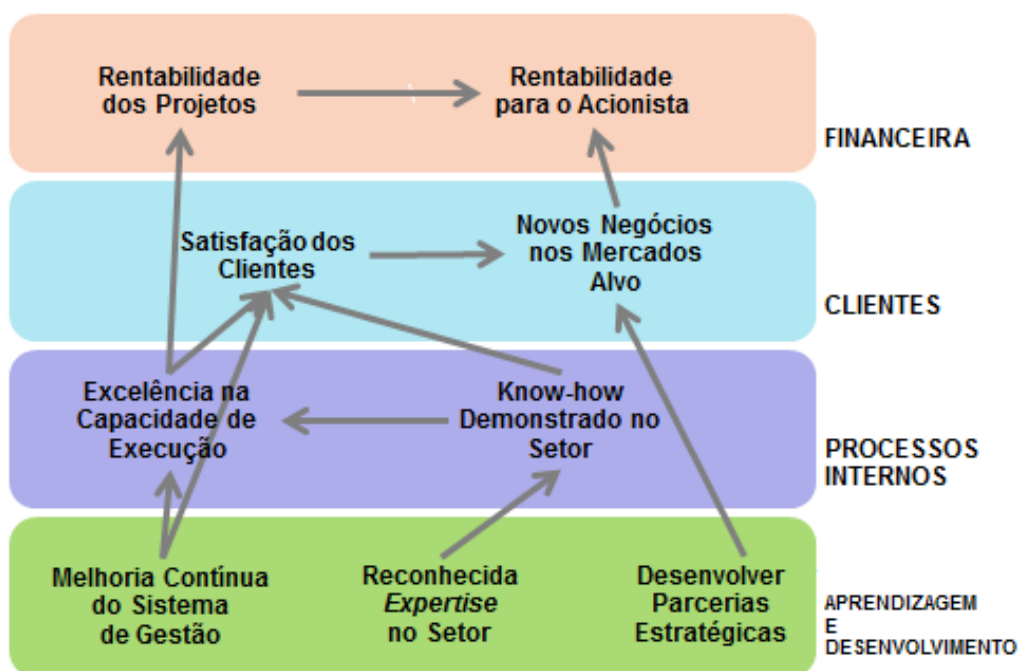 Rentabilidade
dos Projetos
Rentabilidade
para o Acionista
FINANCEIRA
Satisfação dos
Clientes
Novos Negócios
nos Mercados
Alvo
CLIENTES
Excelência na
Capacidade de
Execução
Know-how
Demonstrado no
Setor
PROCESSOS
INTERNOS
Melhoria Contínua
do Sistema
de Gestão
Reconhecida
Expertise
no Setor
Desenvolver
Parcerias
Estratégicas
APRENDIZAGEM
E
DESENVOLVIMENTO